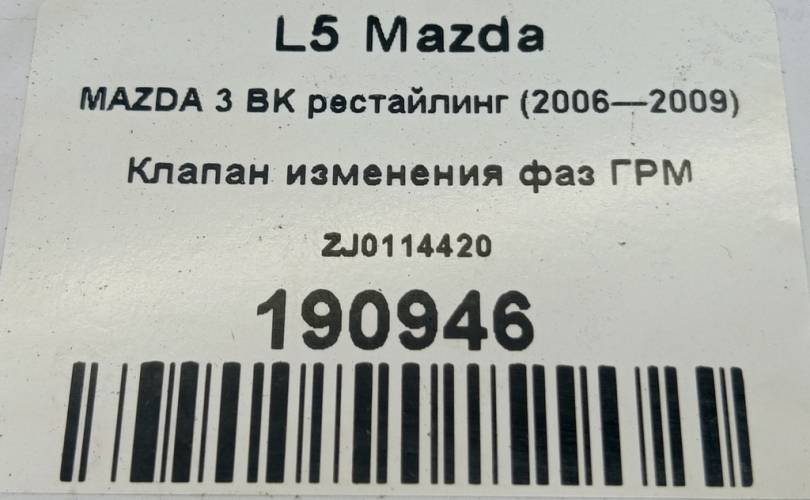 L5 Mazda
MAZDA 3 BK рестайлинг (2006—2009)
Клапан изменения фаз ГРМ
ZJ0114420
190946